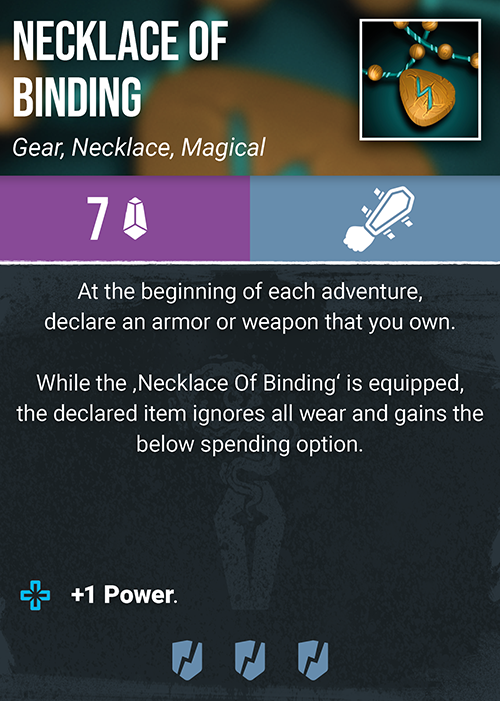 NECKLACE OF
BINDING
Gear, Necklace, Magical
7
At the beginning of each adventure,
declare an armor or weapon that you own.
While the ‚Necklace Of Binding‘ is equipped,
the declared item ignores all wear and gains the
below spending option.
+1 Power.